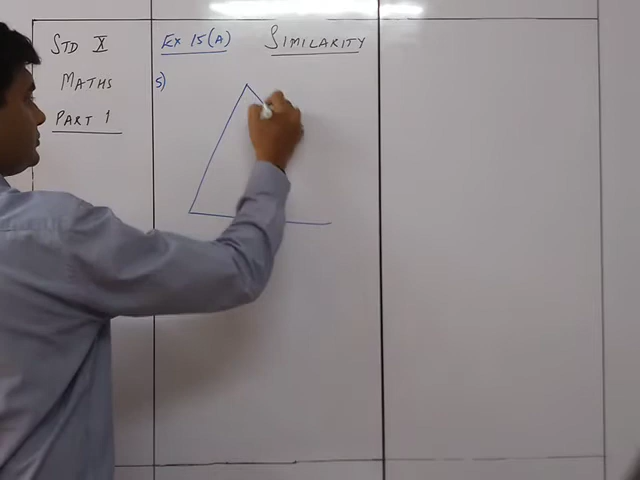 STD X
MATHS
PART 1
EX 15(A)
SIMILARITY
5)